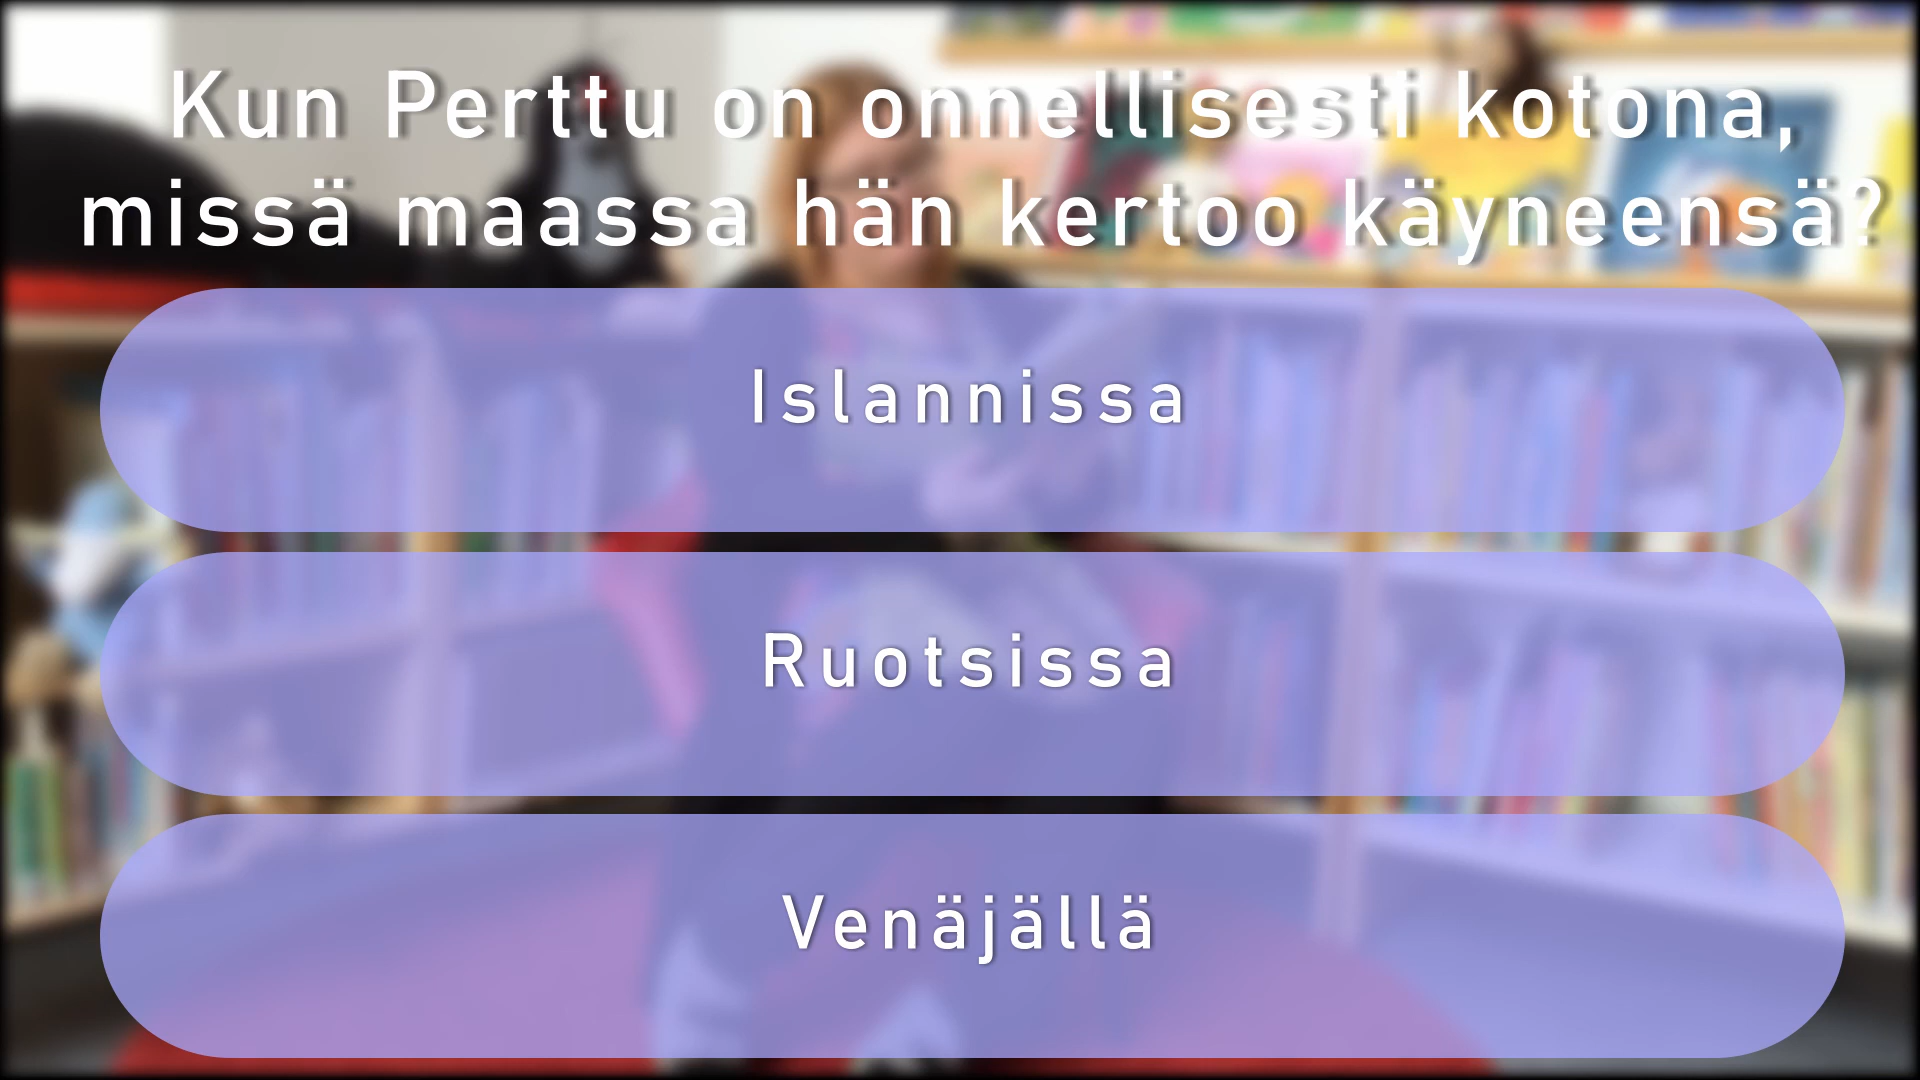 Kun Perttu on onnellisesti kotona,
missä maassa hän kertoo käyneensä?
Islannissa
Ruotsissa
Venäjällä